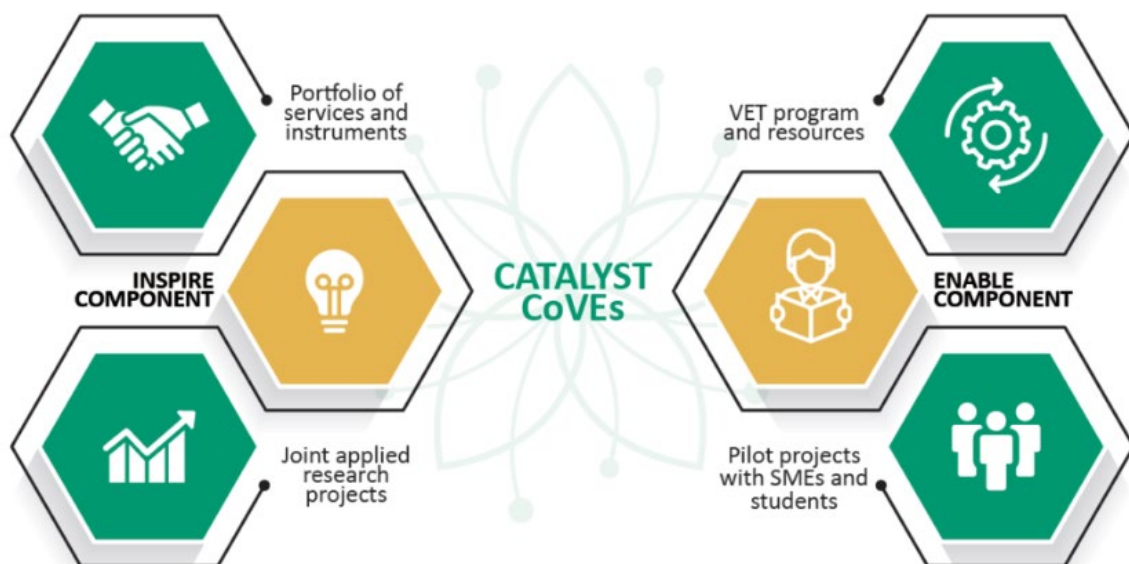 Portfolio of
services and
instruments
VET program
and resources
INSPIRE
COMPONENT
CATALYST
CoVEs
ENABLE
COMPONENT
Joint applied
research
projects
Pilot projects
with SMEs and
students